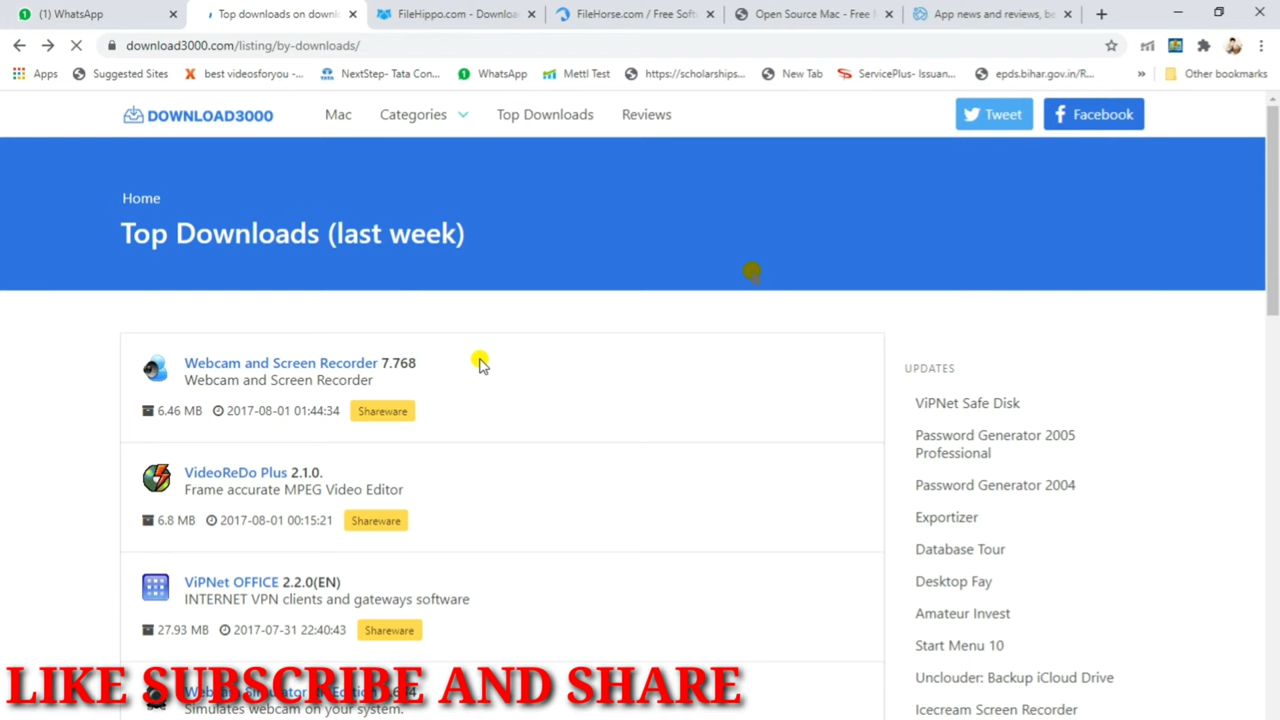 (1) WhatsApp
Top downloads on downl
FileHippo.com - Downloa
FileHorse.com / Free Soft
Open Source Mac - Free
App news and reviews, be
download3000.com/listing/by-downloads/
Apps
Suggested Sites
best videosforyou -...
NextStep- Tata Con...
WhatsApp
Mettl Test
https://scholarships...
New Tab
ServicePlus- Issuan...
epds.bihar.gov.in/R...
»
Other bookmarks
DOWNLOAD3000
Mac
Categories
Top Downloads
Reviews
Tweet
Facebook
Home
Top Downloads (last week)
Webcam and Screen Recorder 7.768
Webcam and Screen Recorder
6.46 MB 2017-08-01 01:44:34 Shareware
VideoReDo Plus 2.1.0.
Frame accurate MPEG Video Editor
6.8 MB 2017-08-01 00:15:21 Shareware
ViPNet OFFICE 2.2.0(EN)
INTERNET VPN clients and gateways software
27.93 MB 2017-07-31 22:40:43 Shareware
Simulates webcam on your system.
UPDATES
ViPNet Safe Disk
Password Generator 2005
Professional
Password Generator 2004
Exportizer
Database Tour
Desktop Fay
Amateur Invest
Start Menu 10
Unclouder: Backup iCloud Drive
Icecream Screen Recorder
LIKE SUBSCRIBE AND SHARE